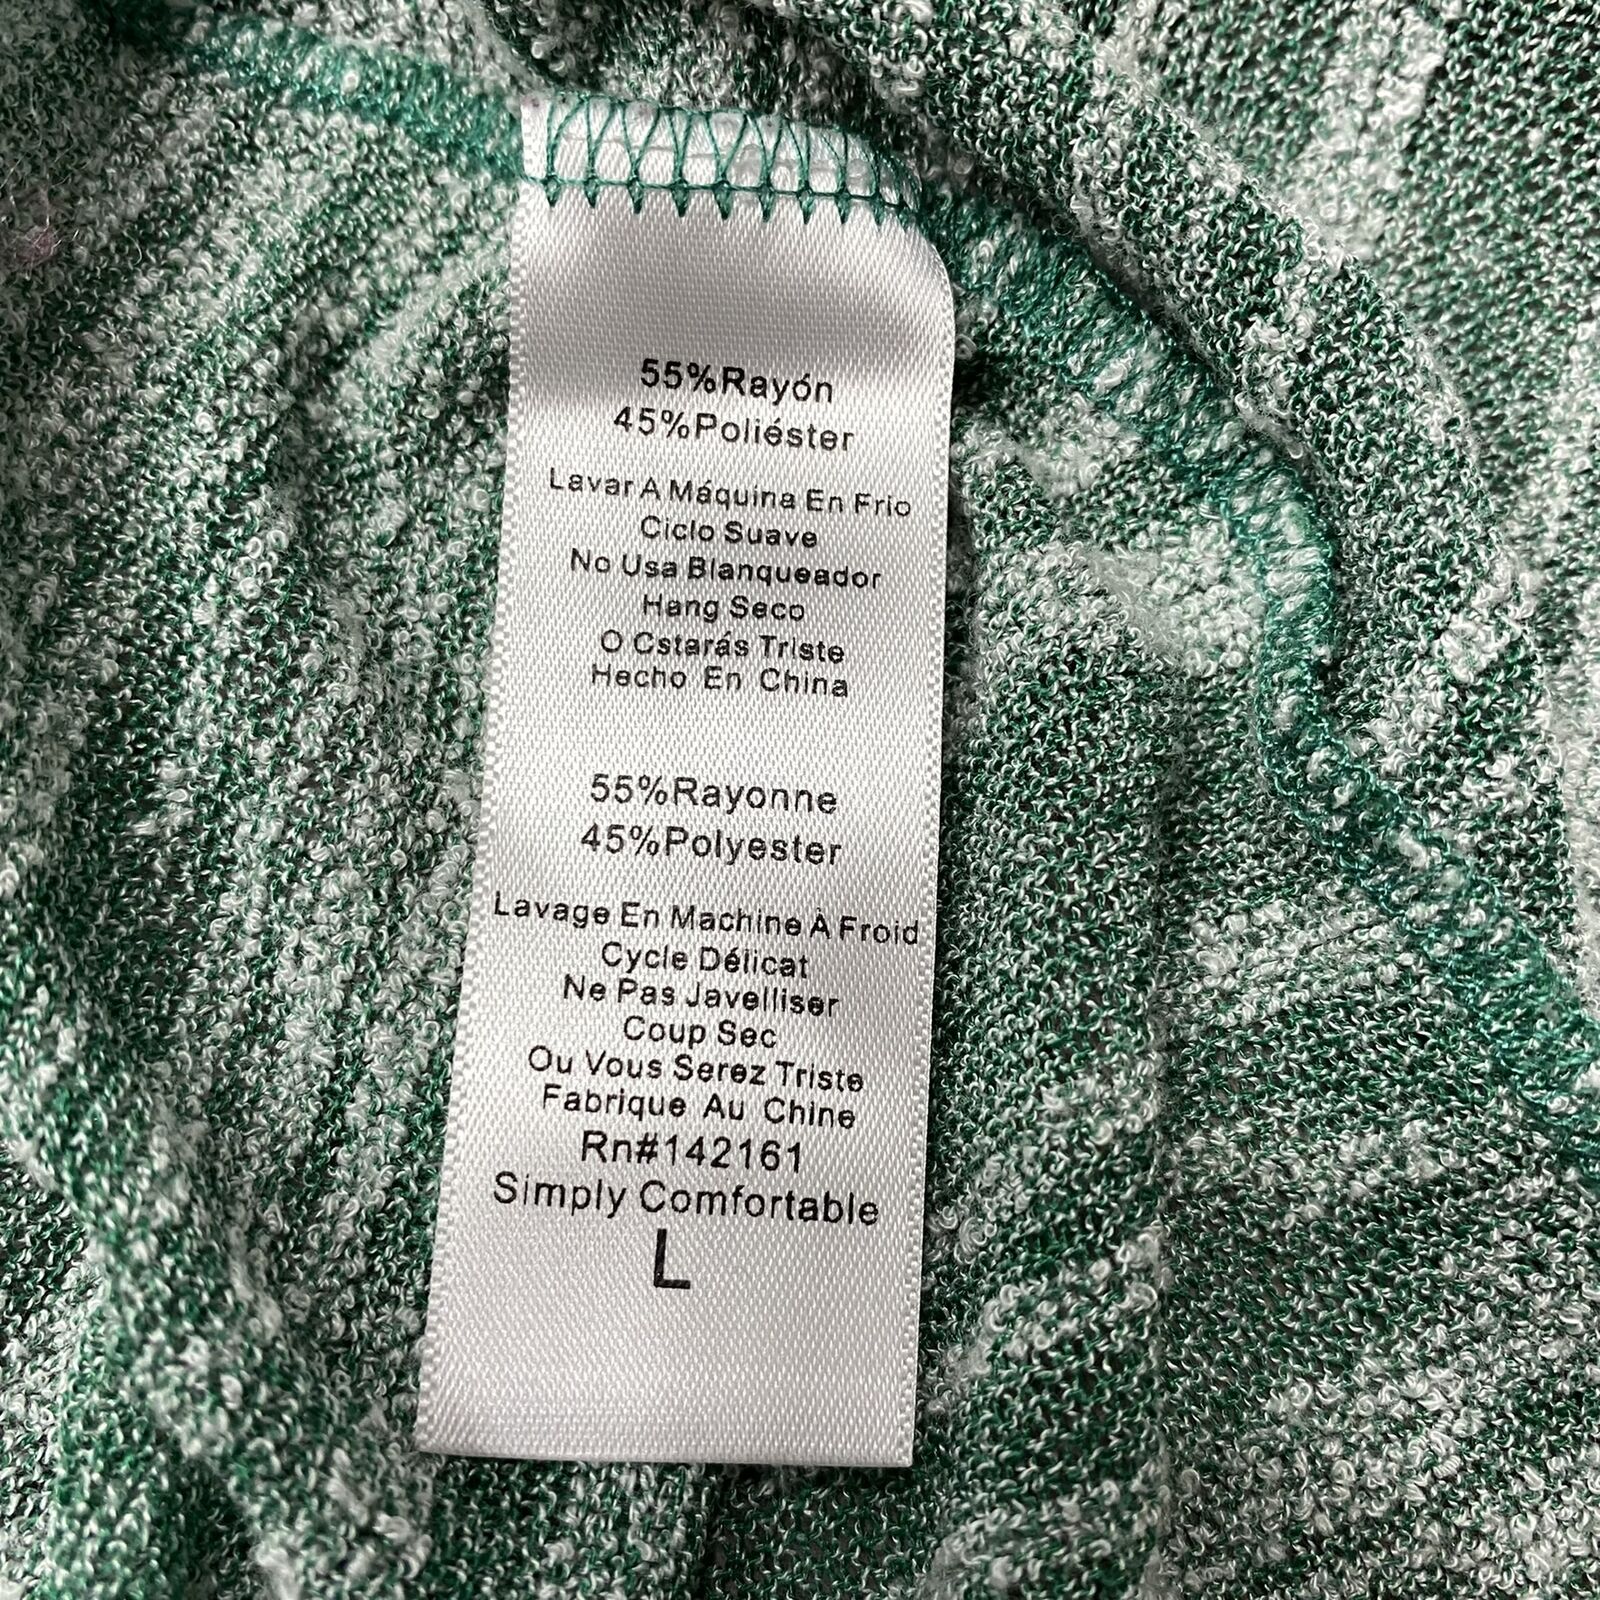 55%Rayón
45%Poliéster
Lavar A Máquina En Frio
Ciclo Suave
No Usa Blanqueador
Hang Seco
O Cstarás Triste
Hecho En China
55%Rayonne
45%Polyester
Lavage En Machine À Froid
Cycle Délicat
Ne Pas Javelliser
Coup Sec
Ou Vous Serez Triste
Fabrique Au Chine
Rn#142161
Simply Comfortable
L